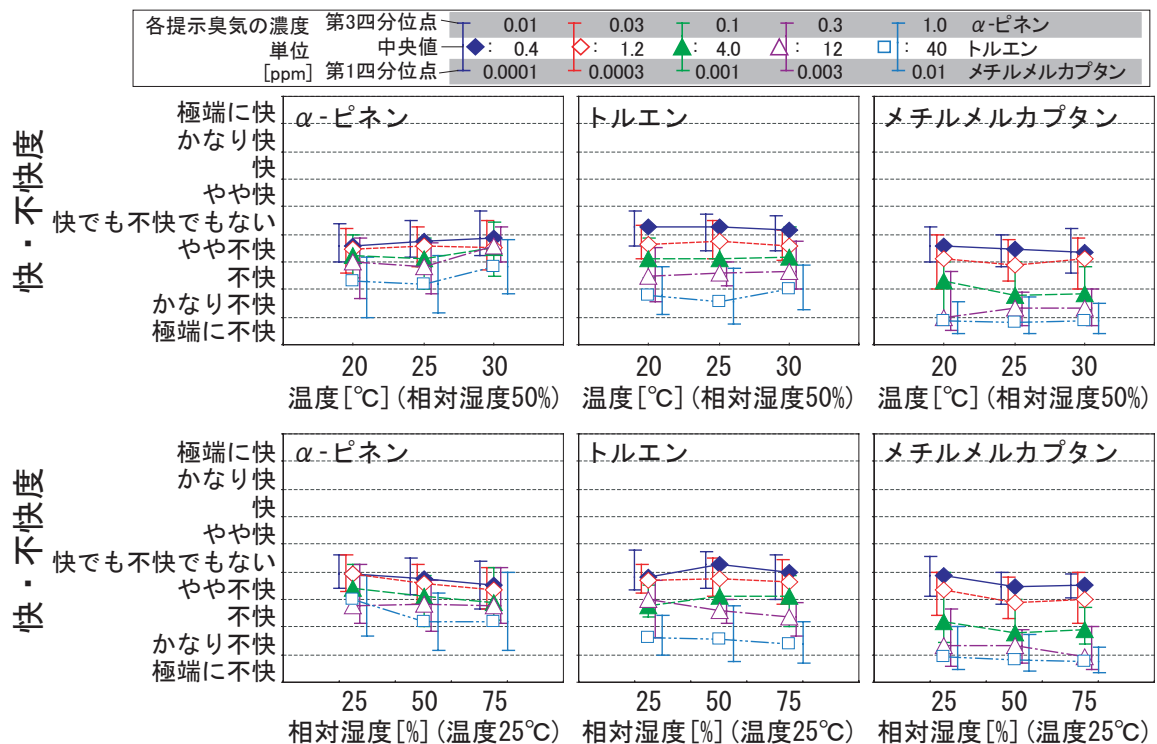 各提示臭気の濃度 第3四分位点 0.01 0.03 0.1 0.3 1.0 α-ピネン
単位 中央値 : 0.4 : 1.2 : 4.0 : 12 : 40 トルエン
[ppm] 第1四分位点 0.0001 0.0003 0.001 0.003 0.01 メチルメルカプタン
快・不快度
極端に快
かなり快
快
やや快
快でも不快でもない
やや不快
不快
かなり不快
極端に不快
α-ピネン
トルエン
メチルメルカプタン
20 25 30
20 25 30
20 25 30
温度[℃](相対湿度50%)
温度[℃](相対湿度50%)
温度[℃](相対湿度50%)
快・不快度
極端に快
かなり快
快
やや快
快でも不快でもない
やや不快
不快
かなり不快
極端に不快
α-ピネン
トルエン
メチルメルカプタン
25 50 75
25 50 75
25 50 75
相対湿度[%](温度25℃)
相対湿度[%](温度25℃)
相対湿度[%](温度25℃)